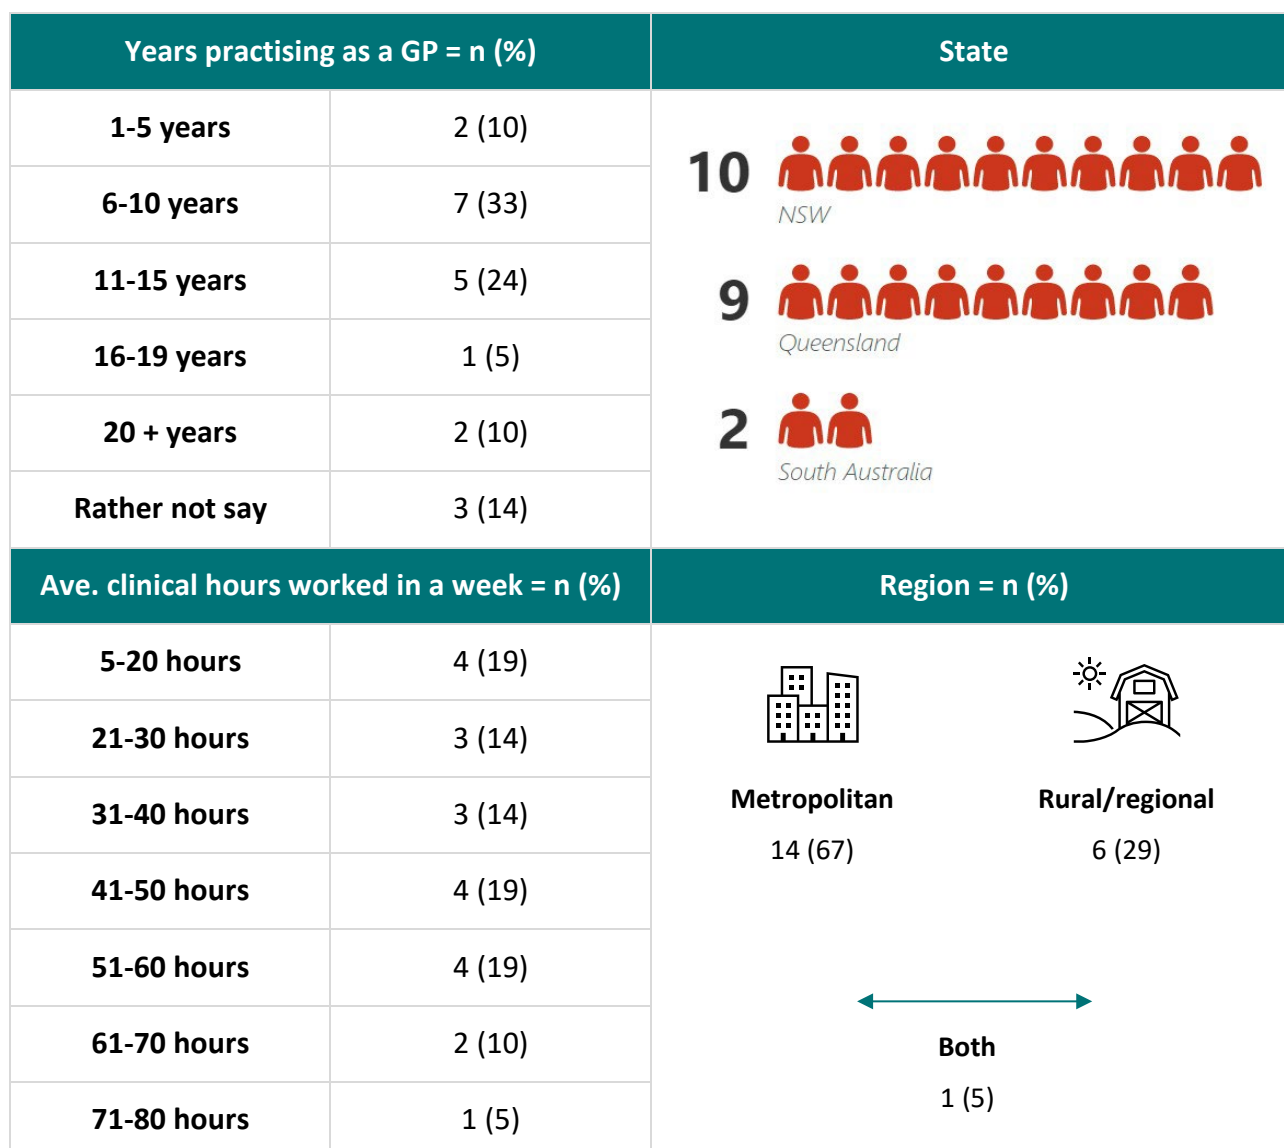 Years practising as a GP = n (%)
1-5 years 2 (10)
6-10 years 7 (33)
11-15 years 5 (24)
16-19 years 1 (5)
20 + years 2 (10)
Rather not say 3 (14)
State
10
NSW
9
Queensland
2
South Australia
Ave. clinical hours worked in a week = n (%)
5-20 hours 4 (19)
21-30 hours 3 (14)
31-40 hours 3 (14)
41-50 hours 4 (19)
51-60 hours 4 (19)
61-70 hours 2 (10)
71-80 hours 1 (5)
Region = n (%)
Metropolitan Rural/regional
14 (67) 6 (29)
Both
1 (5)